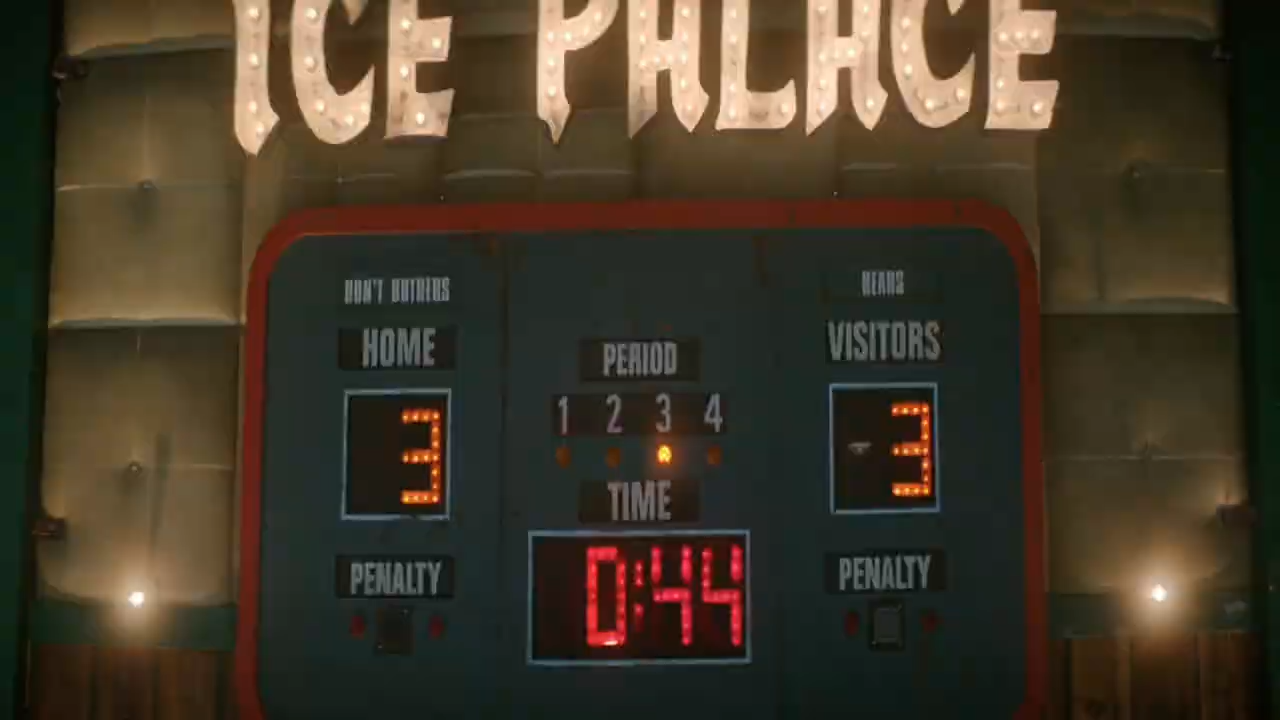 ICE PALACE
HOME
VISITORS
PERIOD
1 2 3 4
3
3
TIME
0:44
PENALTY
PENALTY